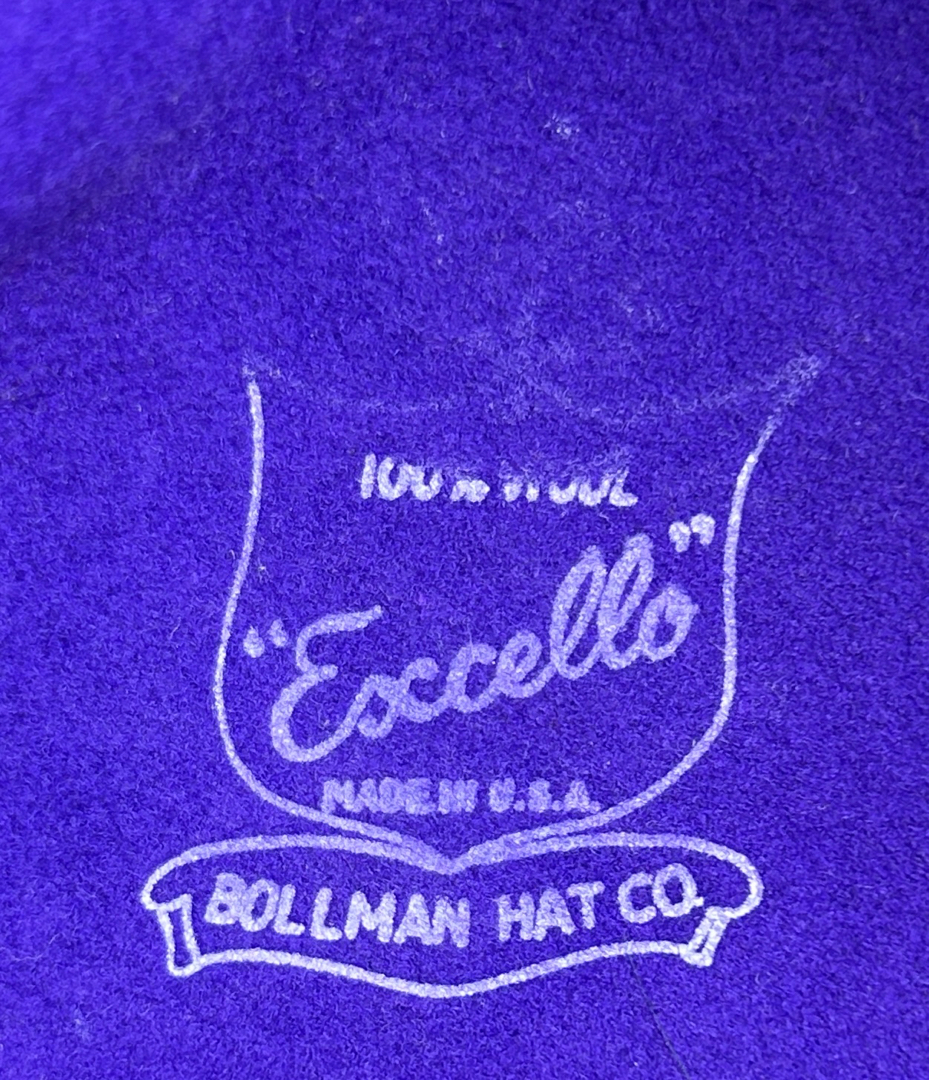 100% WOOL
"Excello"
MADE IN U.S.A.
BOLLMAN HAT CO.